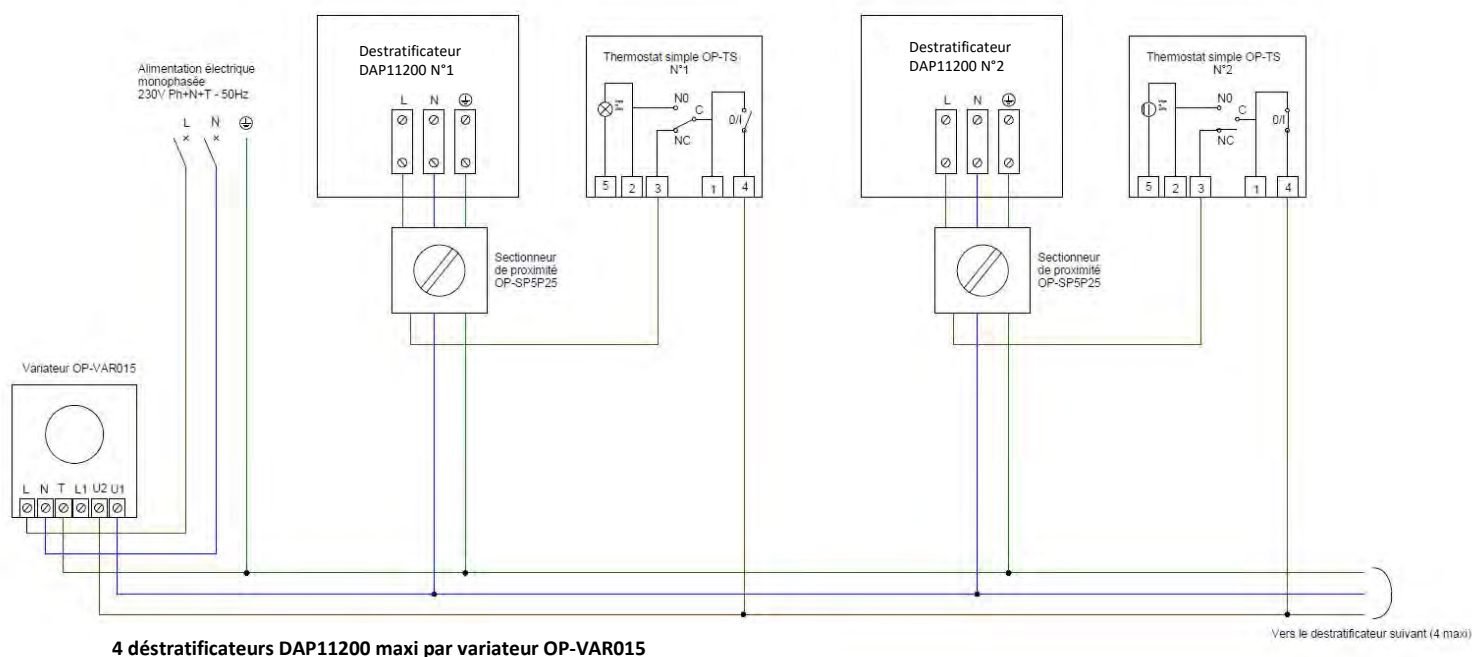 Alimentation électrique
monophasée
230V Ph+N+T - 50Hz
L N
Destratificateur
DAP11200 N°1
L N
Thermostat simple OP-TS
N°1
N0
C
0/I
NC
5 2 3 1 4
Sectionneur
de proximité
OP-SP5P25
Destratificateur
DAP11200 N°2
L N
Thermostat simple OP-TS
N°2
N0
C
0/I
NC
5 2 3 1 4
Sectionneur
de proximité
OP-SP5P25
Variateur OP-VAR015
L N T L1 U2 U1
Vers le destratificateur suivant (4 maxi)
4 déstratificateurs DAP11200 maxi par variateur OP-VAR015